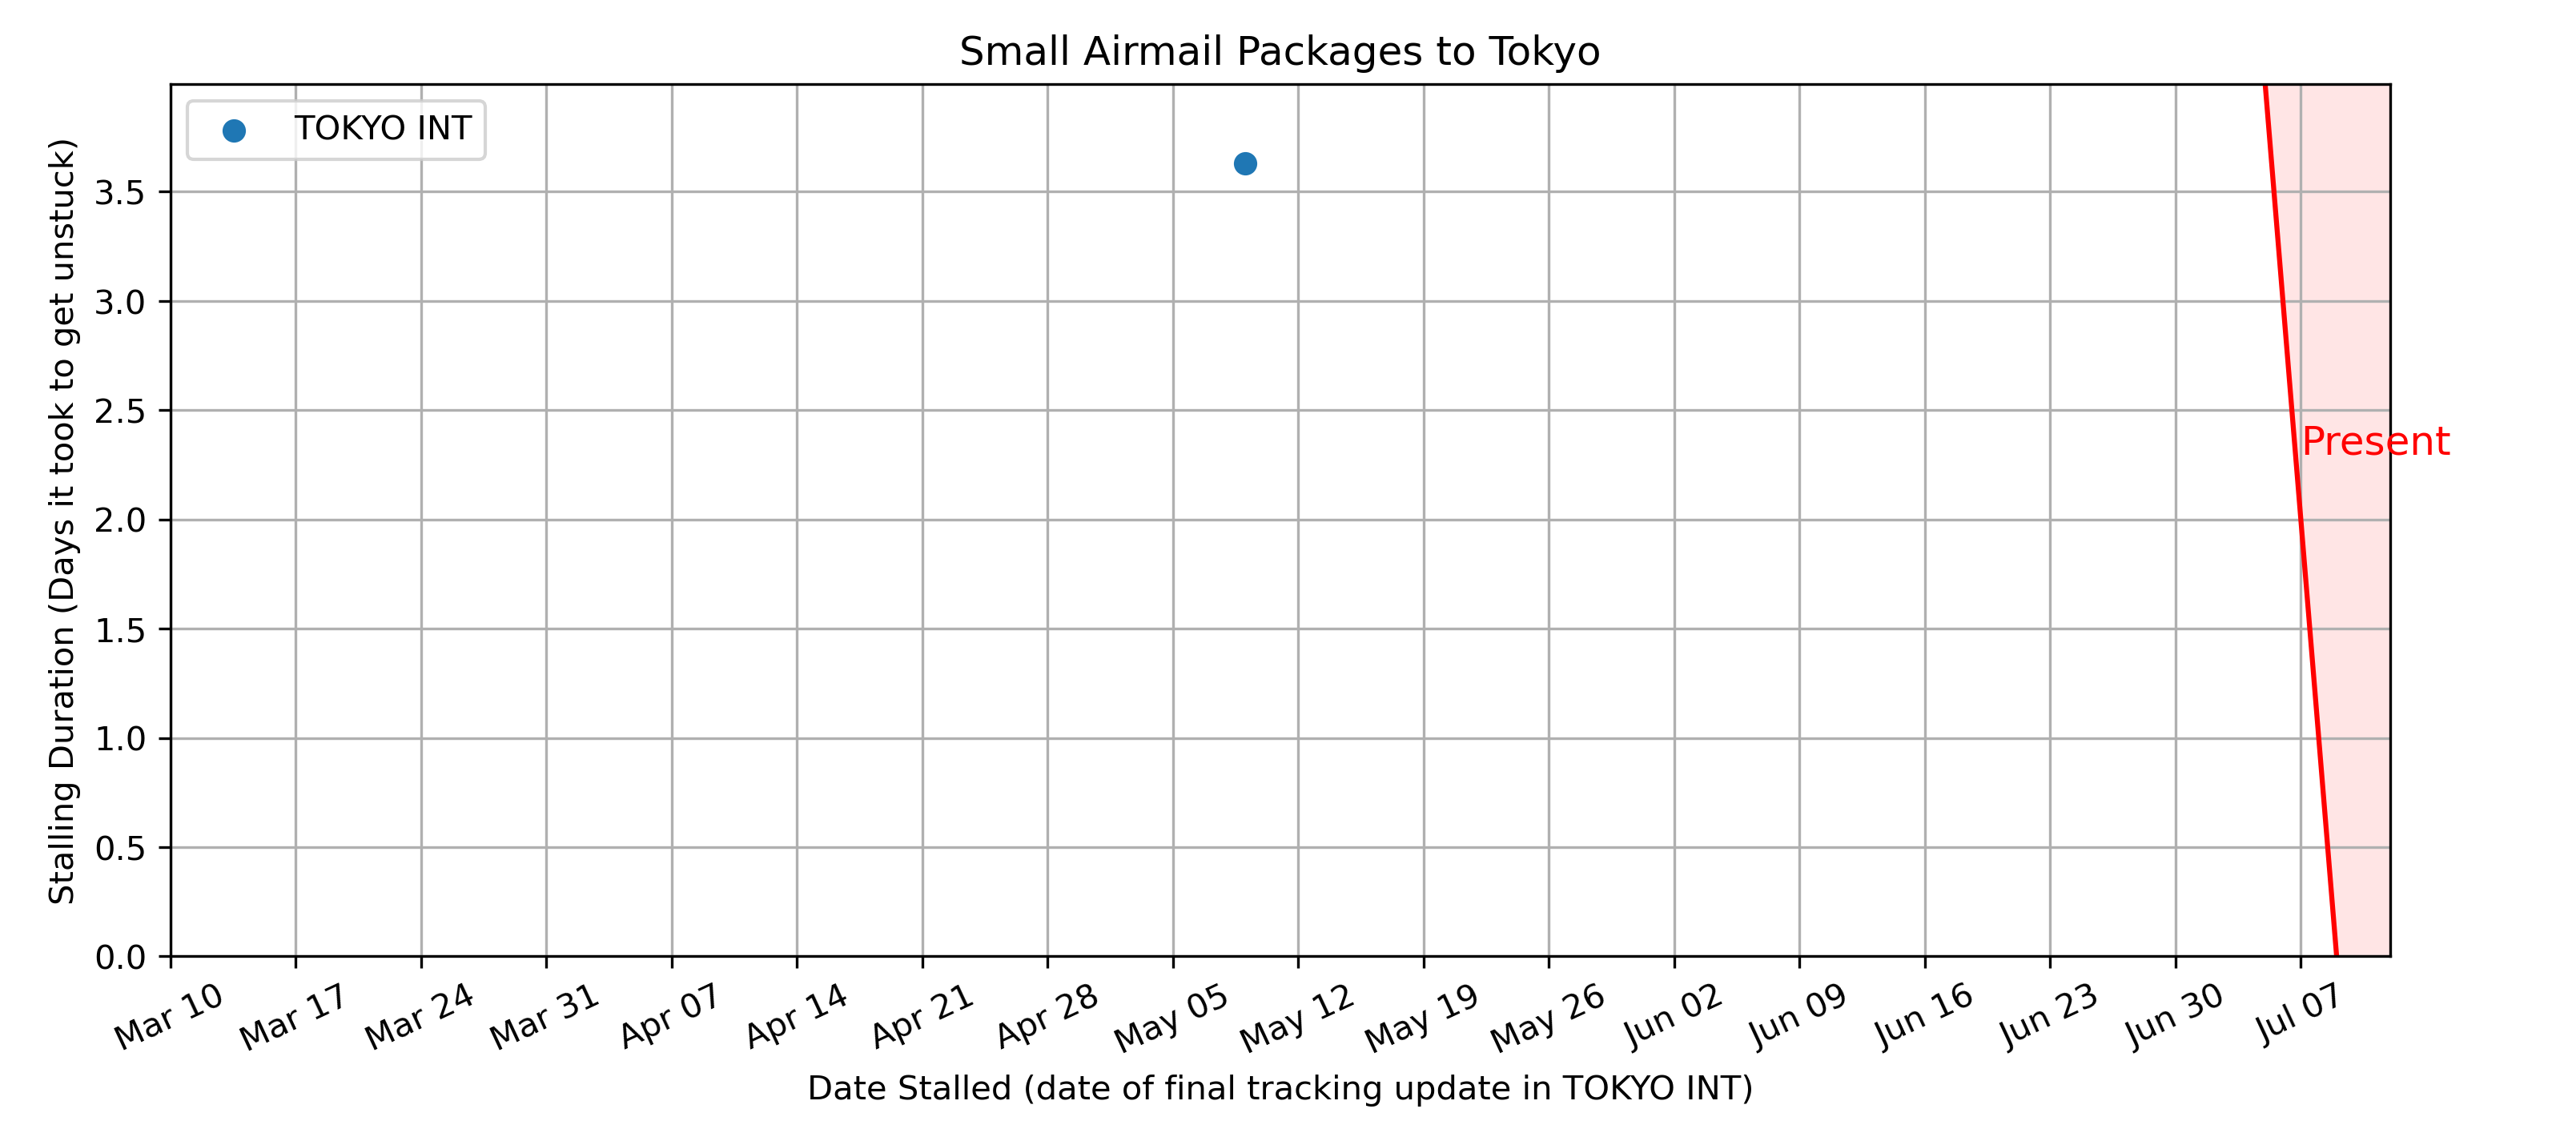 Small Airmail Packages to Tokyo
TOKYO INT
Stalling Duration (Days it took to get unstuck)
3.5
3.0
2.5
2.0
1.5
1.0
0.5
0.0
Present
Mar 10
Mar 17
Mar 24
Mar 31
Apr 07
Apr 14
Apr 21
Apr 28
May 05
May 12
May 19
May 26
Jun 02
Jun 09
Jun 16
Jun 23
Jun 30
Jul 07
Date Stalled (date of final tracking update in TOKYO INT)